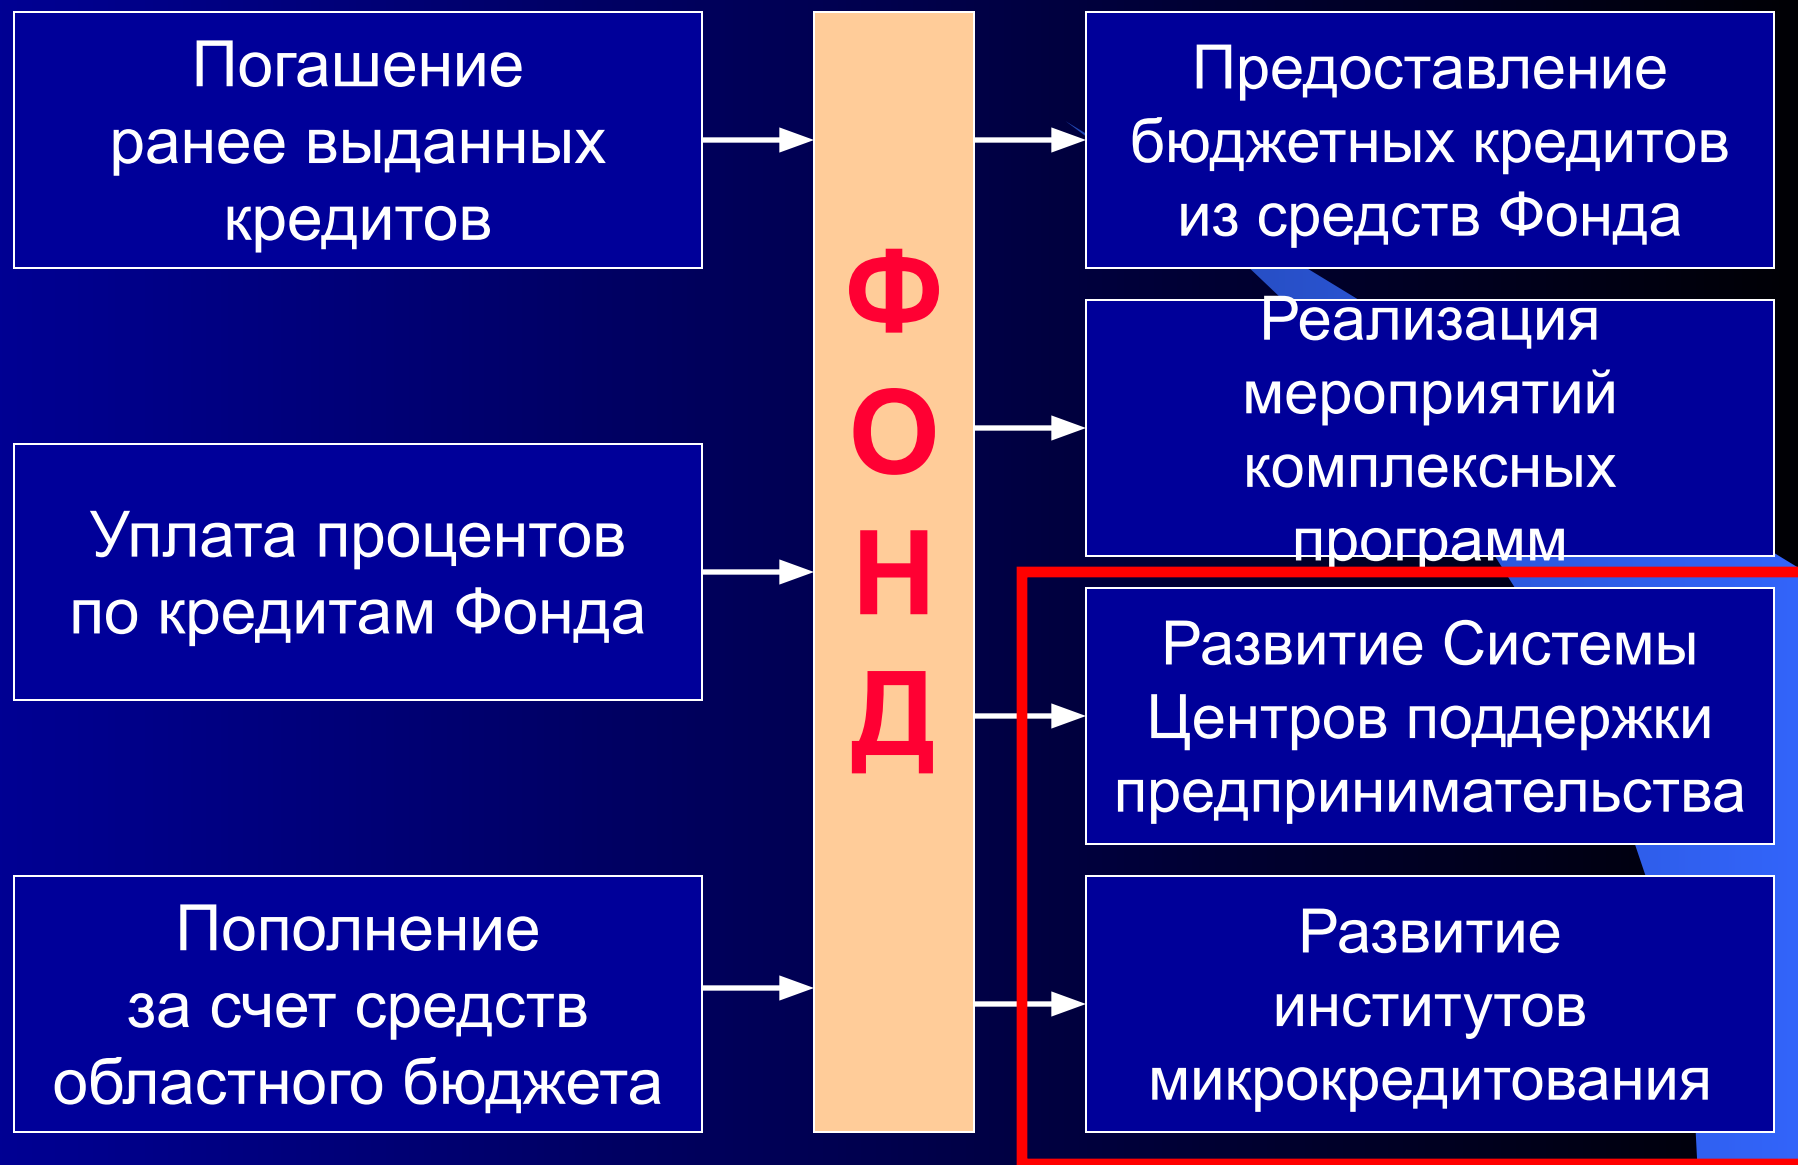 Погашение
ранее выданных
кредитов
Уплата процентов
по кредитам Фонда
Пополнение
за счет средств
областного бюджета
Ф
О
Н
Д
Предоставление
бюджетных кредитов
из средств Фонда
Реализация
мероприятий
комплексных
программ
Развитие Системы
Центров поддержки
предпринимательства
Развитие
институтов
микрокредитования